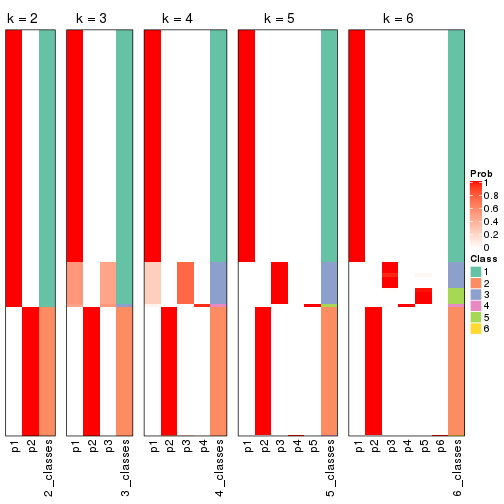 k = 2
k = 3
k = 4
k = 5
k = 6
Prob
1
0.8
0.6
0.4
0.2
0
Class
1
2
3
4
5
6
p1
p2
2_classes
p1
p2
p3
3_classes
p1
p2
p3
p4
4_classes
p1
p2
p3
p4
p5
5_classes
p1
p2
p3
p4
p5
p6
6_classes